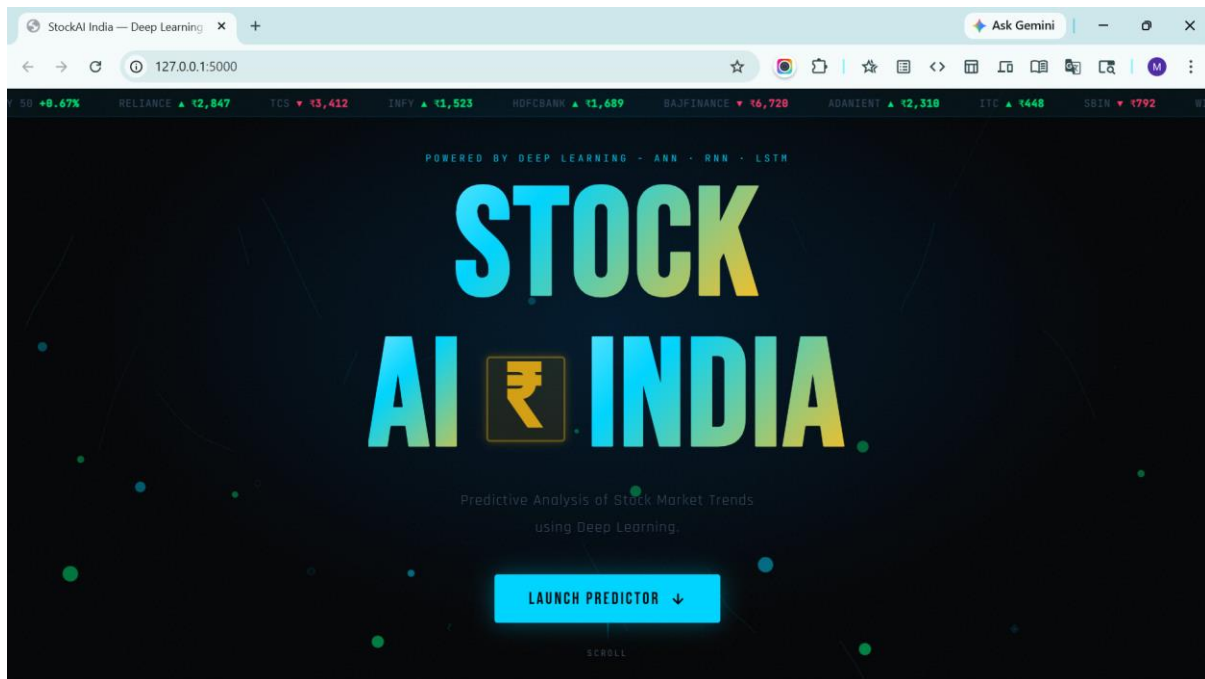 StockAI India — Deep Learning
Ask Gemini
127.0.0.1:5000
M
Y 50 +0.67% RELIANCE ▲ ₹2,847 TCS ▼ ₹3,412 INFY ▲ ₹1,523 HDFCBANK ▲ ₹1,689 BAJFINANCE ▼ ₹6,720 ADANIENT ▲ ₹2,310 ITC ▲ ₹448 SBIN ▼ ₹792
POWERED BY DEEP LEARNING · ANN · RNN · LSTM
STOCK
AI ₹ INDIA
Predictive Analysis of Stock Market Trends
using Deep Learning.
LAUNCH PREDICTOR ↓
SCROLL